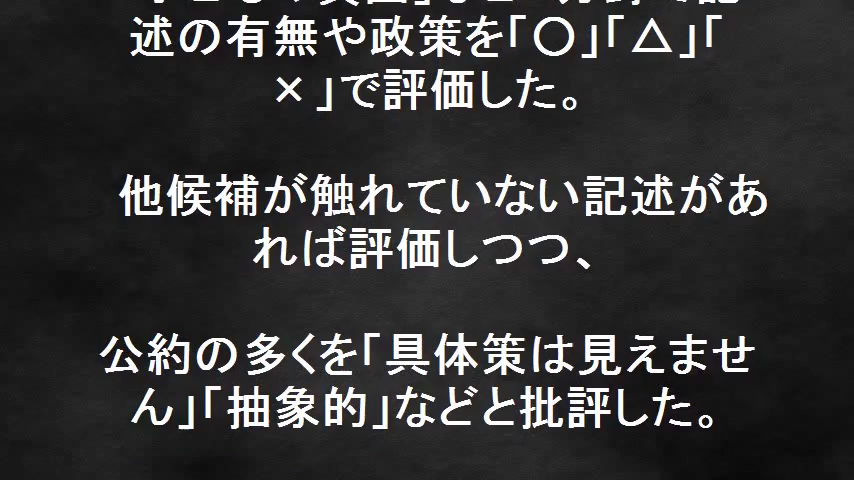 述の有無や政策を「○」「△」「
×」で評価した。
他候補が触れていない記述があ
れば評価しつつ、
公約の多くを「具体策は見えませ
ん」「抽象的」などと批評した。